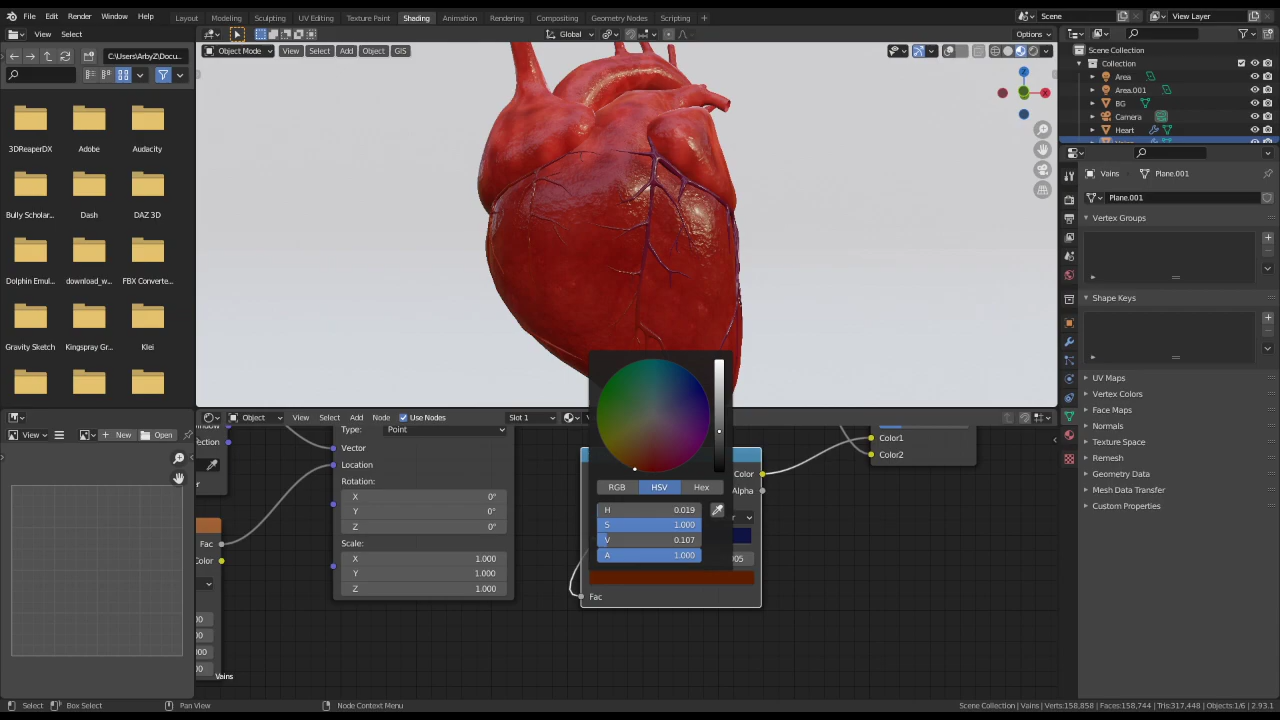 File Edit Render Window Help Layout Modeling Sculpting UV Editing Texture Paint Shading Animation Rendering Compositing Geometry Nodes Scripting + Scene View Layer
View Select Global Options
C:\Users\ArbyZ\Docu...
Object Mode View Select Add Object GIS
Scene Collection
Collection
Area
Area.001
BG
Camera
Heart
3DReaperDX Adobe Audacity
Bully Scholar... Dash DAZ 3D
Dolphin Emul... download_w... FBX Converte...
Gravity Sketch Kingspray Gr... Klei
Z
X
Vains Plane.001
Plane.001
Vertex Groups
Shape Keys
UV Maps
Vertex Colors
Face Maps
Normals
Texture Space
Remesh
Geometry Data
Mesh Data Transfer
Custom Properties
View + New Open
Object View Select Add Node Use Nodes Slot 1
Type: Point
Vector
Location
Rotation:
X 0°
Y 0°
Z 0°
Scale:
X 1.000
Y 1.000
Z 1.000
Fac
Color
Vains
RGB HSV Hex
H 0.019
S 1.000
V 0.107
A 1.000
Color
Alpha
Fac
Color1
Color2
Select Box Select Pan View Node Context Menu Scene Collection | Vains | Verts:158,858 | Faces:158,744 | Tris:317,448 | Objects:1/6 | 2.93.1